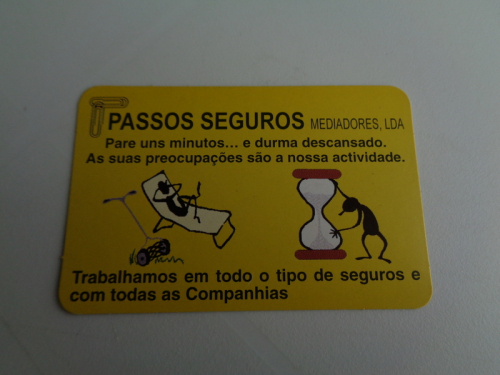 PASSOS SEGUROS MEDIADORES, LDA
Pare uns minutos... e durma descansado.
As suas preocupações são a nossa actividade.
Trabalhamos em todo o tipo de seguros e
com todas as Companhias